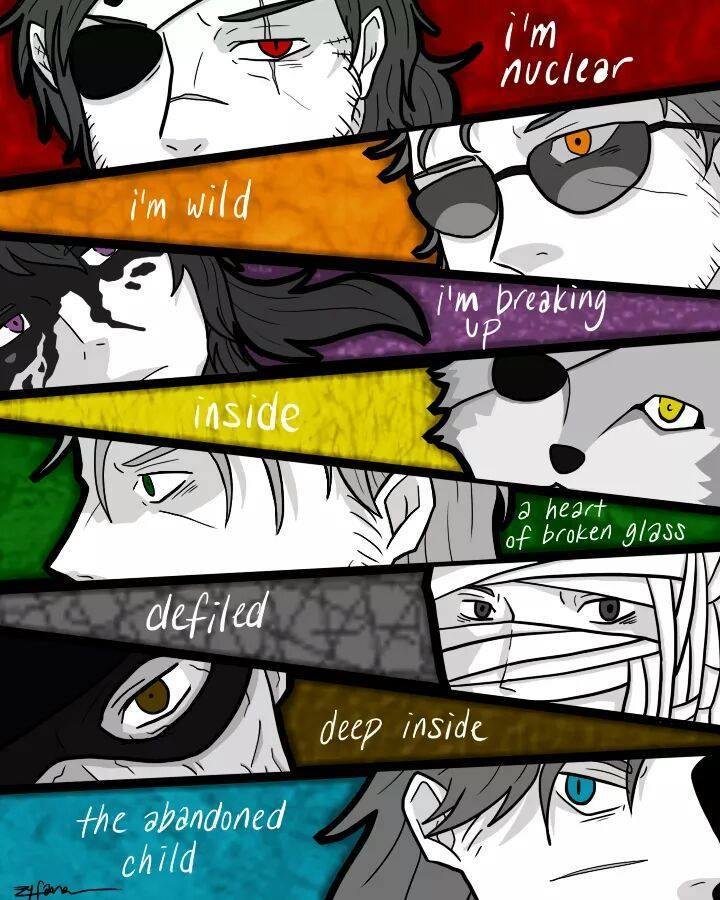 i'm
nuclear
i'm wild
i'm breaking
up
inside
a heart
of broken glass
defiled
deep inside
the abandoned
child